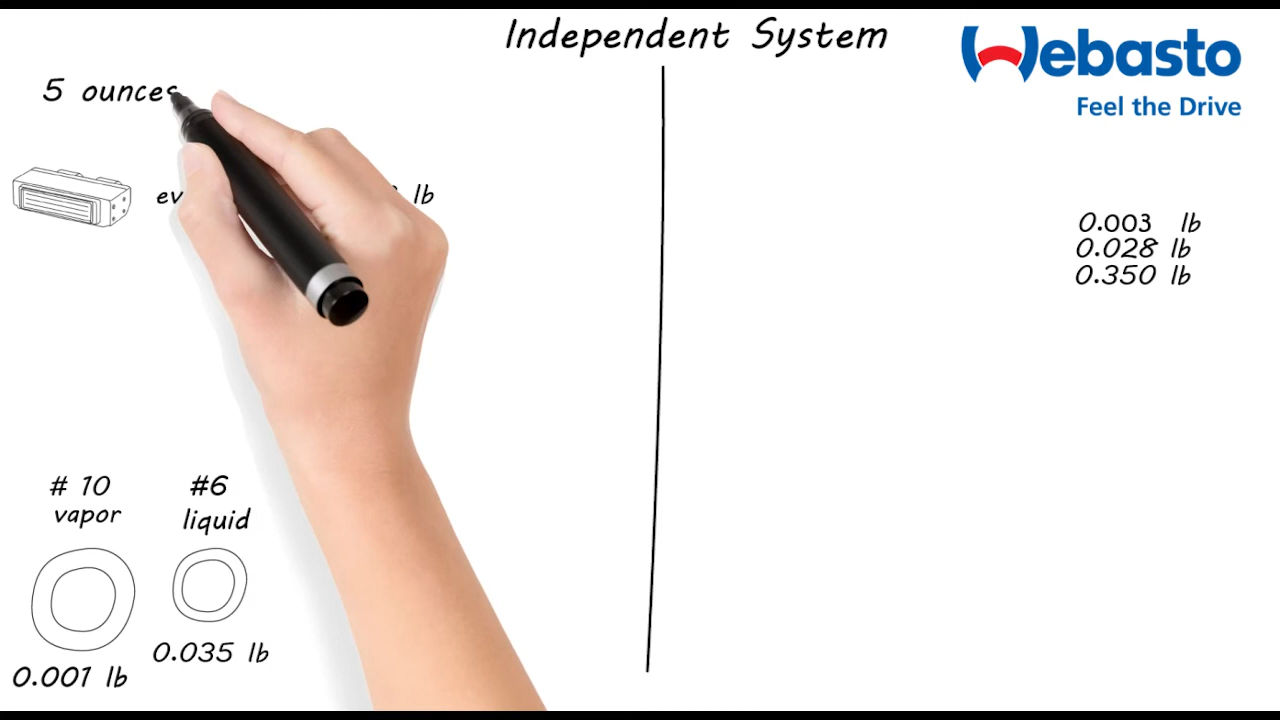 Independent System
Webasto
Feel the Drive
5 ounces
lb
0.003 lb
0.028 lb
0.350 lb
# 10
vapor
#6
liquid
0.035 lb
0.001 lb